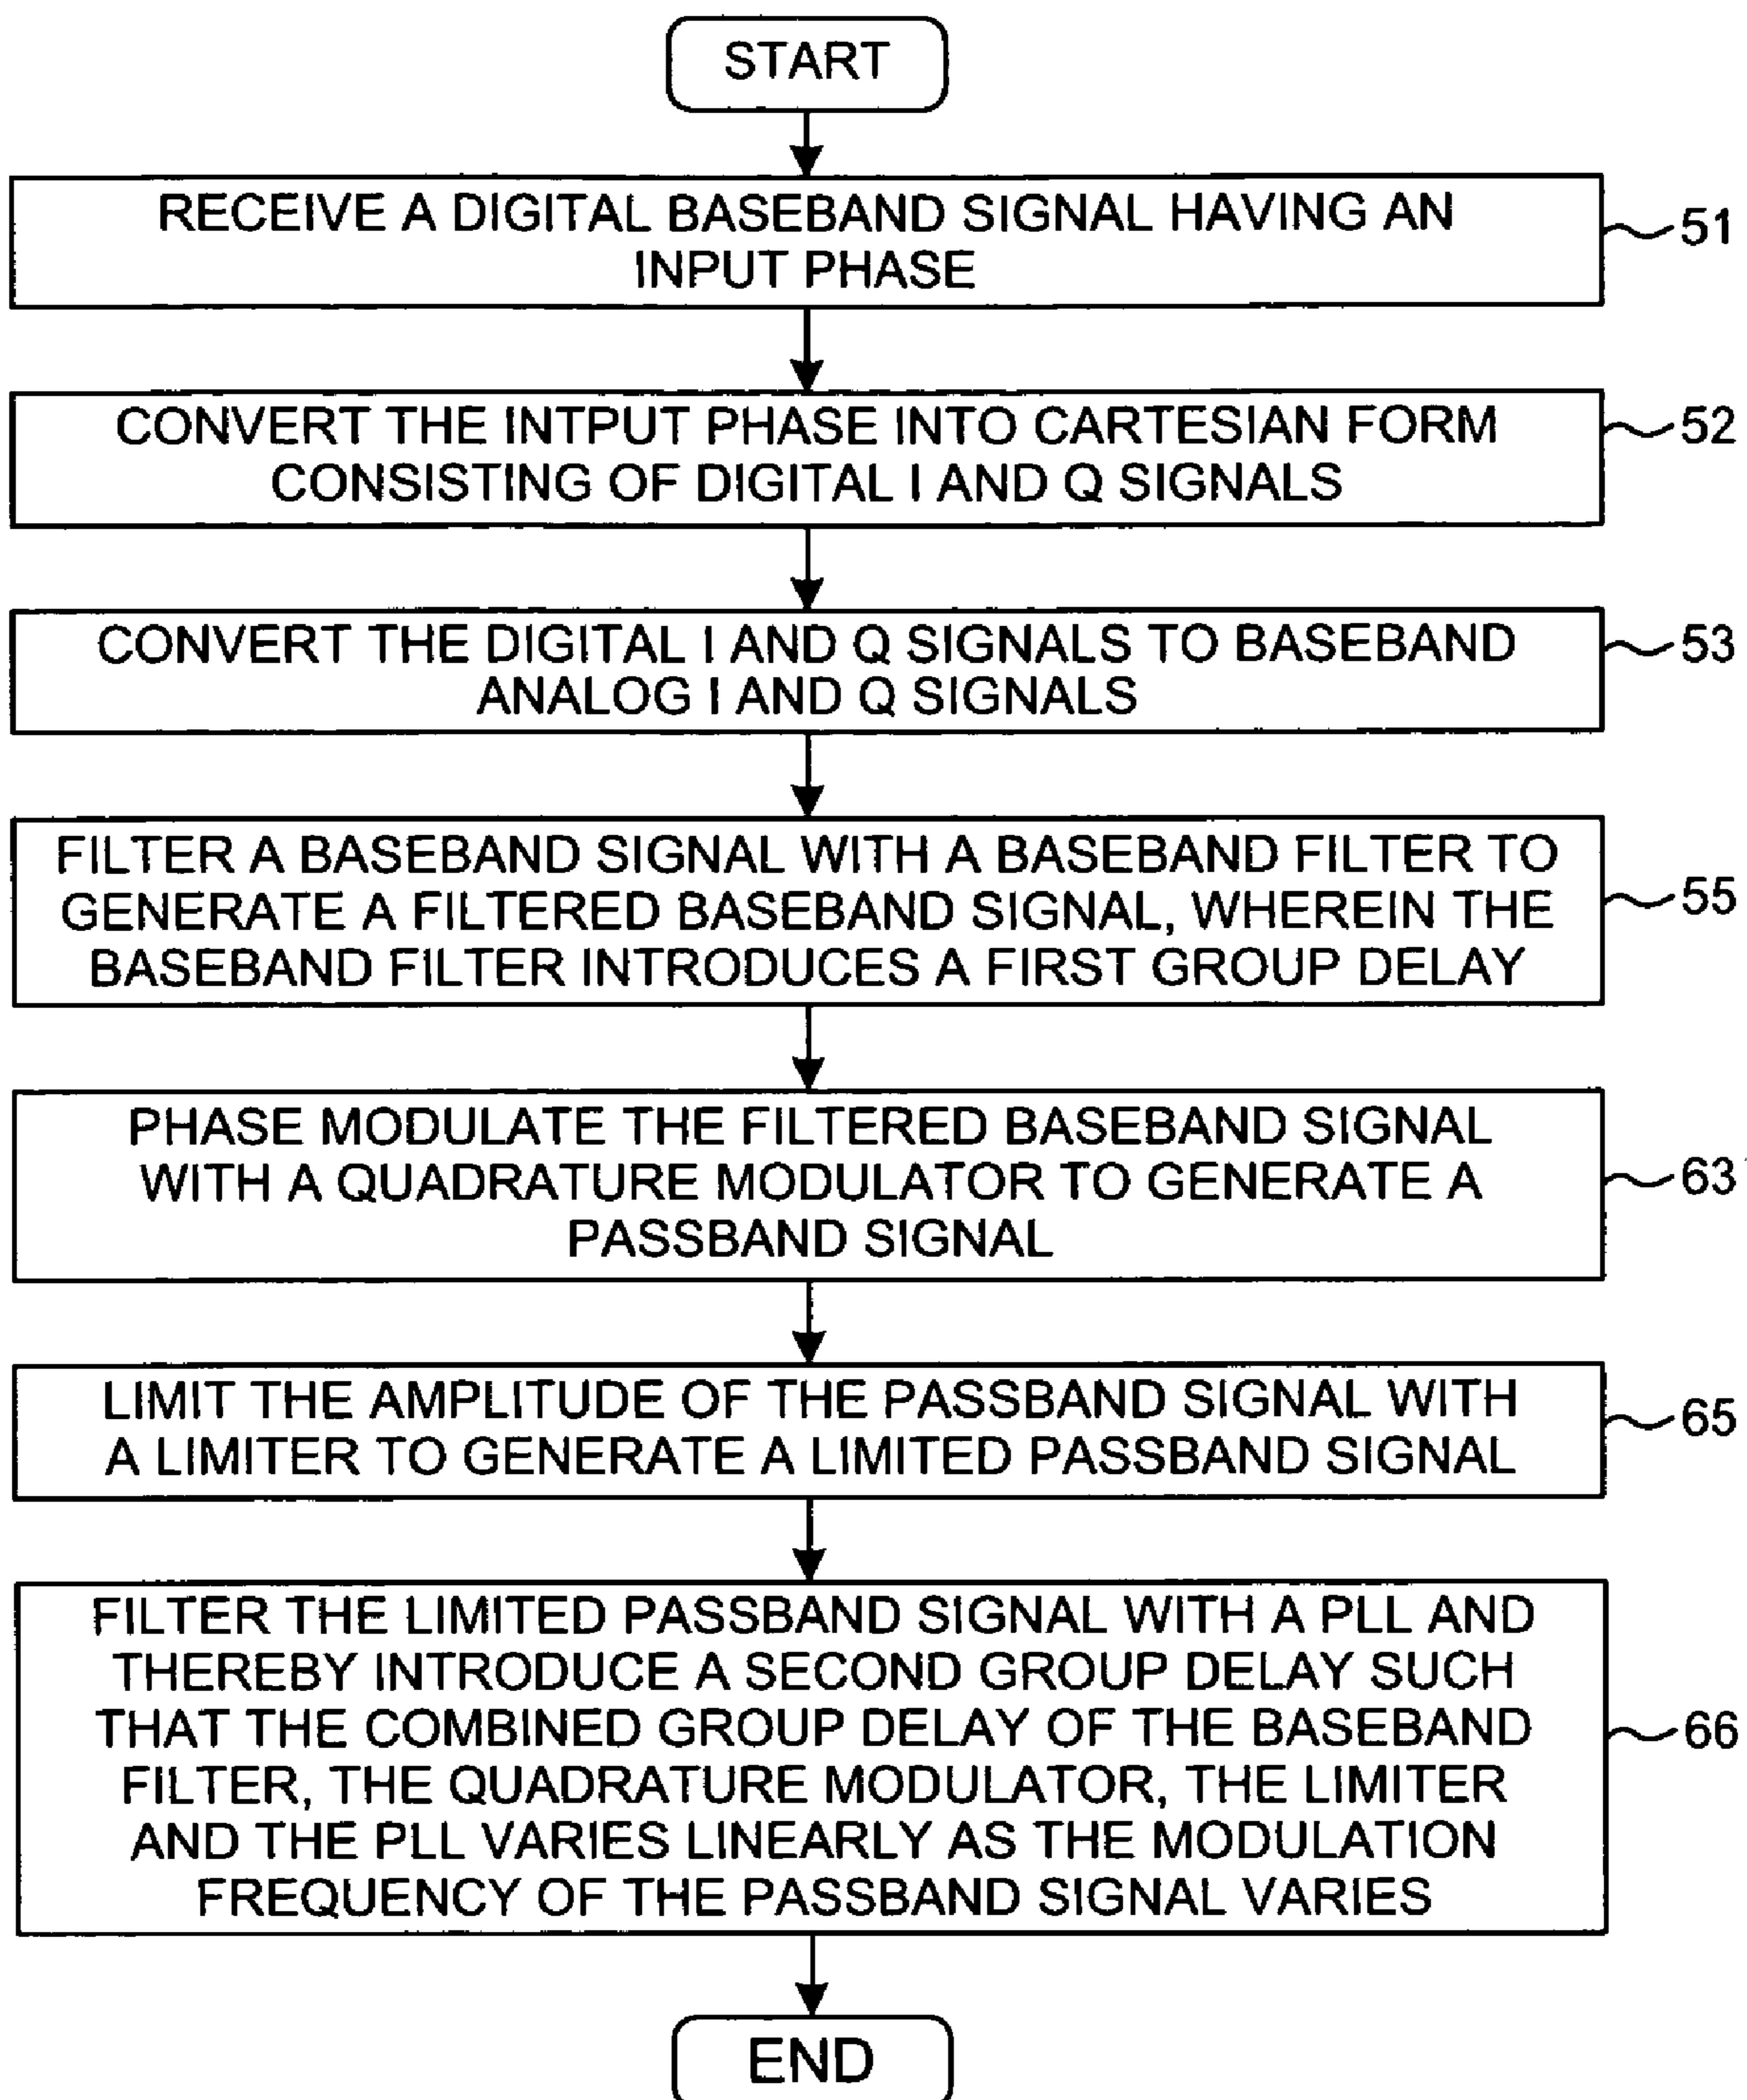 START
RECEIVE A DIGITAL BASEBAND SIGNAL HAVING AN
INPUT PHASE
51
CONVERT THE INTPUT PHASE INTO CARTESIAN FORM
CONSISTING OF DIGITAL I AND Q SIGNALS
52
CONVERT THE DIGITAL I AND Q SIGNALS TO BASEBAND
ANALOG I AND Q SIGNALS
53
FILTER A BASEBAND SIGNAL WITH A BASEBAND FILTER TO
GENERATE A FILTERED BASEBAND SIGNAL, WHEREIN THE
BASEBAND FILTER INTRODUCES A FIRST GROUP DELAY
55
PHASE MODULATE THE FILTERED BASEBAND SIGNAL
WITH A QUADRATURE MODULATOR TO GENERATE A
PASSBAND SIGNAL
63
LIMIT THE AMPLITUDE OF THE PASSBAND SIGNAL WITH
A LIMITER TO GENERATE A LIMITED PASSBAND SIGNAL
65
FILTER THE LIMITED PASSBAND SIGNAL WITH A PLL AND
THEREBY INTRODUCE A SECOND GROUP DELAY SUCH
THAT THE COMBINED GROUP DELAY OF THE BASEBAND
FILTER, THE QUADRATURE MODULATOR, THE LIMITER
AND THE PLL VARIES LINEARLY AS THE MODULATION
FREQUENCY OF THE PASSBAND SIGNAL VARIES
66
END